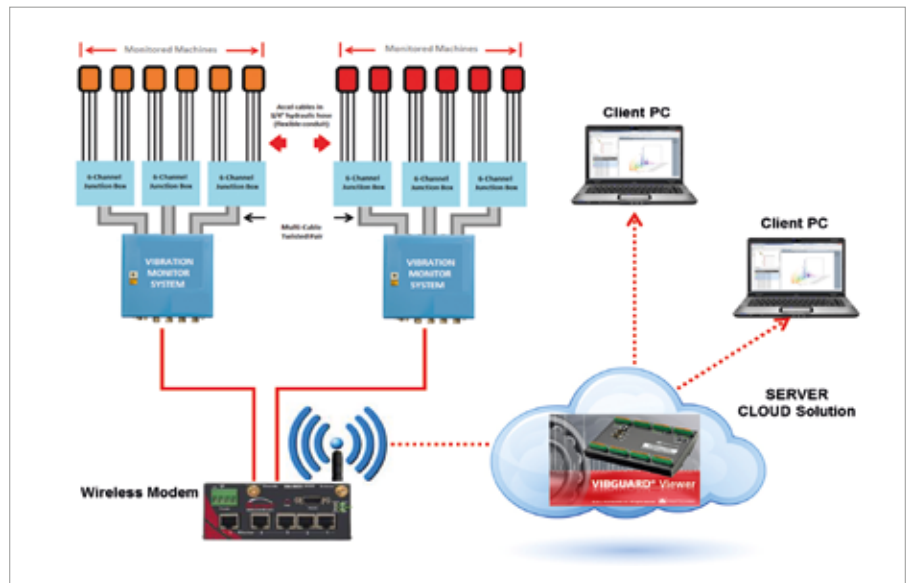 Monitored Machines
Monitored Machines
Accel cables in
3/4" hydraulic hose
(flexible conduit)
6-Channel
Junction Box
6-Channel
Junction Box
6-Channel
Junction Box
6-Channel
Junction Box
6-Channel
Junction Box
6-Channel
Junction Box
Multi-Cable
Twisted Pair
VIBRATION
MONITOR
SYSTEM
VIBRATION
MONITOR
SYSTEM
Client PC
Client PC
SERVER
CLOUD Solution
VIBGUARD® Viewer
Wireless Modem